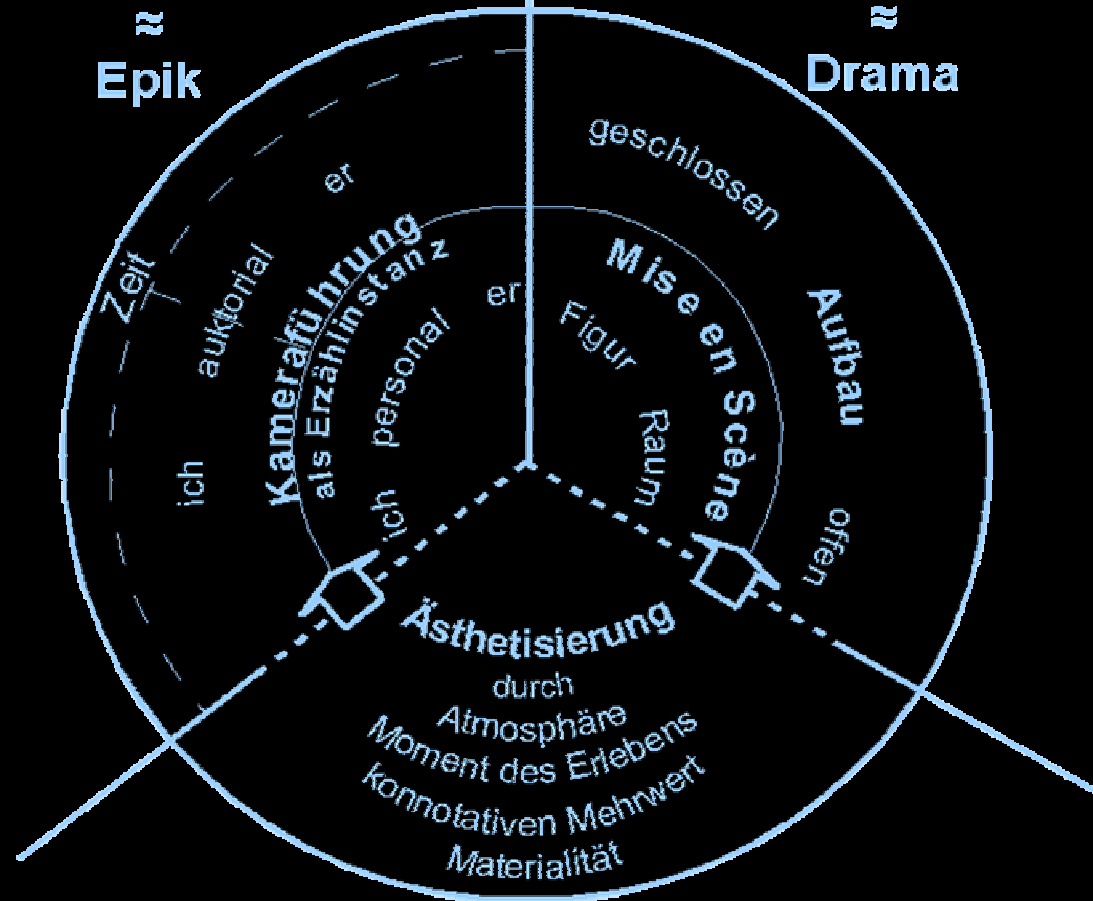 ≈
Epik
≈
Drama
Zeit
er
auktorial
ich
Kameraführung
als Erzählinstanz
er
personal
ich
geschlossen
Aufbau
offen
Mise en Scène
Figur
Raum
Ästhetisierung
durch
Atmosphäre
Moment des Erlebens
konnotativen Mehrwert
Materialität